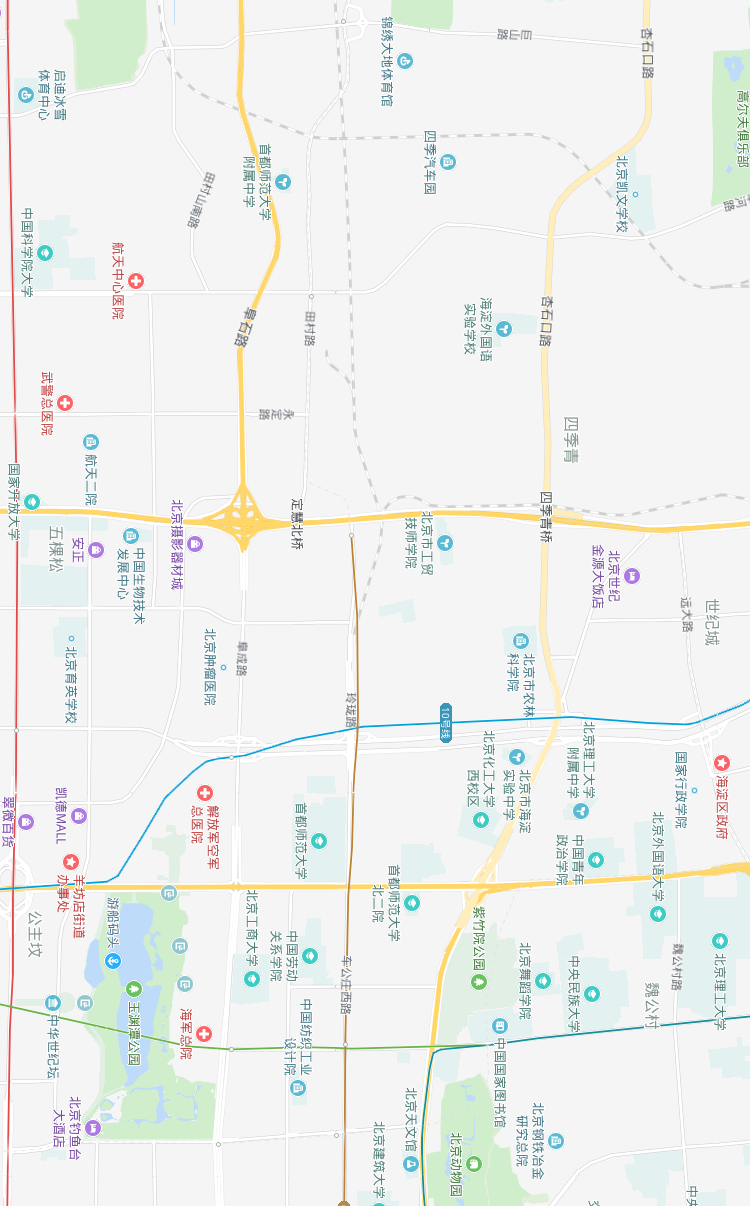 锦绣大地体育馆
巨山路
杏石口路
高尔夫俱乐部
启迪冰雪
体育中心
首都师范大学
附属中学
四季汽车园
北京凯文学校
田村山南路
中国科学院大学
航天中心医院
阜石路
田村路
海淀外国语
实验学校
杏石口路
武警总医院
永定路
四季青
航天二院
国家开放大学
五棵松
安正
中国生物技术
发展中心
北京摄影器材城
定慧北桥
北京市工贸
技师学院
四季青桥
北京世纪
金源大饭店
远大路
世纪城
北京育英学校
北京肿瘤医院
阜成路
玲珑路
10号线
北京市农林
科学院
北京理工大学
附属中学
北京化工大学
西校区
北京市海淀
实验中学
国家行政学院
海淀区政府
翠微百货
凯德MALL
解放军空军
总医院
首都师范大学
首都师范大学
北二院
中国青年
政治学院
北京外国语大学
羊坊店街道
办事处
公主坟
游船码头
北京工商大学
中国劳动
关系学院
车公庄西路
紫竹院公园
北京舞蹈学院
中央民族大学
魏公村路
魏公村
北京理工大学
玉渊潭公园
中华世纪坛
海军总院
中国纺织工业
设计院
中国国家图书馆
北京钓鱼台
大酒店
北京天文馆
北京建筑大学
北京动物园
北京钢铁冶金
研究总院